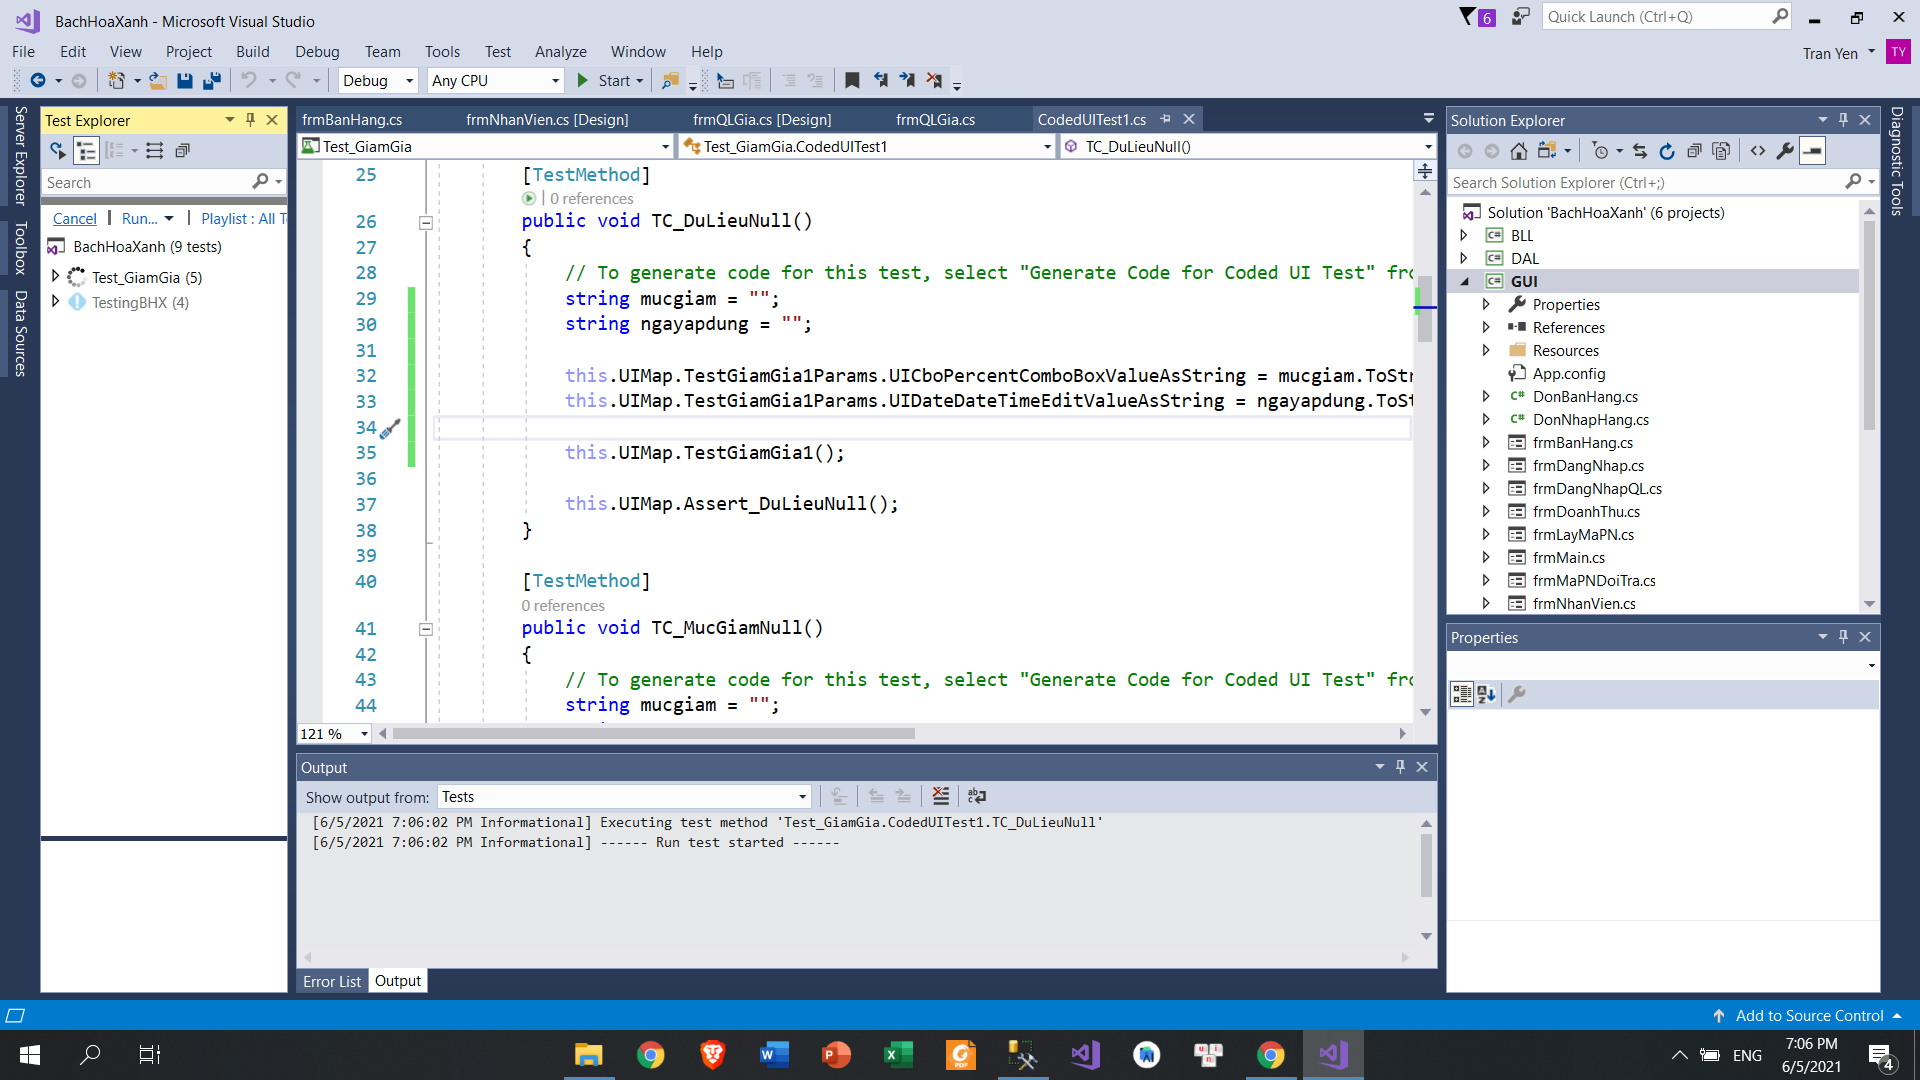 BachHoaXanh - Microsoft Visual Studio
6
Quick Launch (Ctrl+Q)
File Edit View Project Build Debug Team Tools Test Analyze Window Help
Tran Yen
TY
Debug
Any CPU
Start
Server Explorer
Toolbox
Data Sources
Test Explorer
Search
Cancel
Run...
Playlist : All T
BachHoaXanh (9 tests)
Test_GiamGia (5)
TestingBHX (4)
frmBanHang.cs
frmNhanVien.cs [Design]
frmQLGia.cs [Design]
frmQLGia.cs
CodedUITest1.cs
Test_GiamGia
Test_GiamGia.CodedUITest1
TC_DuLieuNull()
25 [TestMethod]
0 references
26 public void TC_DuLieuNull()
27 {
28 // To generate code for this test, select "Generate Code for Coded UI Test" fro
29 string mucgiam = "";
30 string ngayapdung = "";
31
32 this.UIMap.TestGiamGia1Params.UICboPercentComboBoxValueAsString = mucgiam.ToStr
33 this.UIMap.TestGiamGia1Params.UIDateDateTimeEditValueAsString = ngayapdung.ToSt
34
35 this.UIMap.TestGiamGia1();
36
37 this.UIMap.Assert_DuLieuNull();
38 }
39
40 [TestMethod]
0 references
41 public void TC_MucGiamNull()
42 {
43 // To generate code for this test, select "Generate Code for Coded UI Test" fro
44 string mucgiam = "";
121 %
Output
Show output from: Tests
[6/5/2021 7:06:02 PM Informational] Executing test method 'Test_GiamGia.CodedUITest1.TC_DuLieuNull'
[6/5/2021 7:06:02 PM Informational] ------ Run test started ------
Error List
Output
Solution Explorer
Search Solution Explorer (Ctrl+;)
Solution 'BachHoaXanh' (6 projects)
BLL
DAL
GUI
Properties
References
Resources
App.config
DonBanHang.cs
DonNhapHang.cs
frmBanHang.cs
frmDangNhap.cs
frmDangNhapQL.cs
frmDoanhThu.cs
frmLayMaPN.cs
frmMain.cs
frmMaPNDoiTra.cs
frmNhanVien.cs
Properties
Diagnostic Tools
Add to Source Control
ENG
7:06 PM
6/5/2021
4